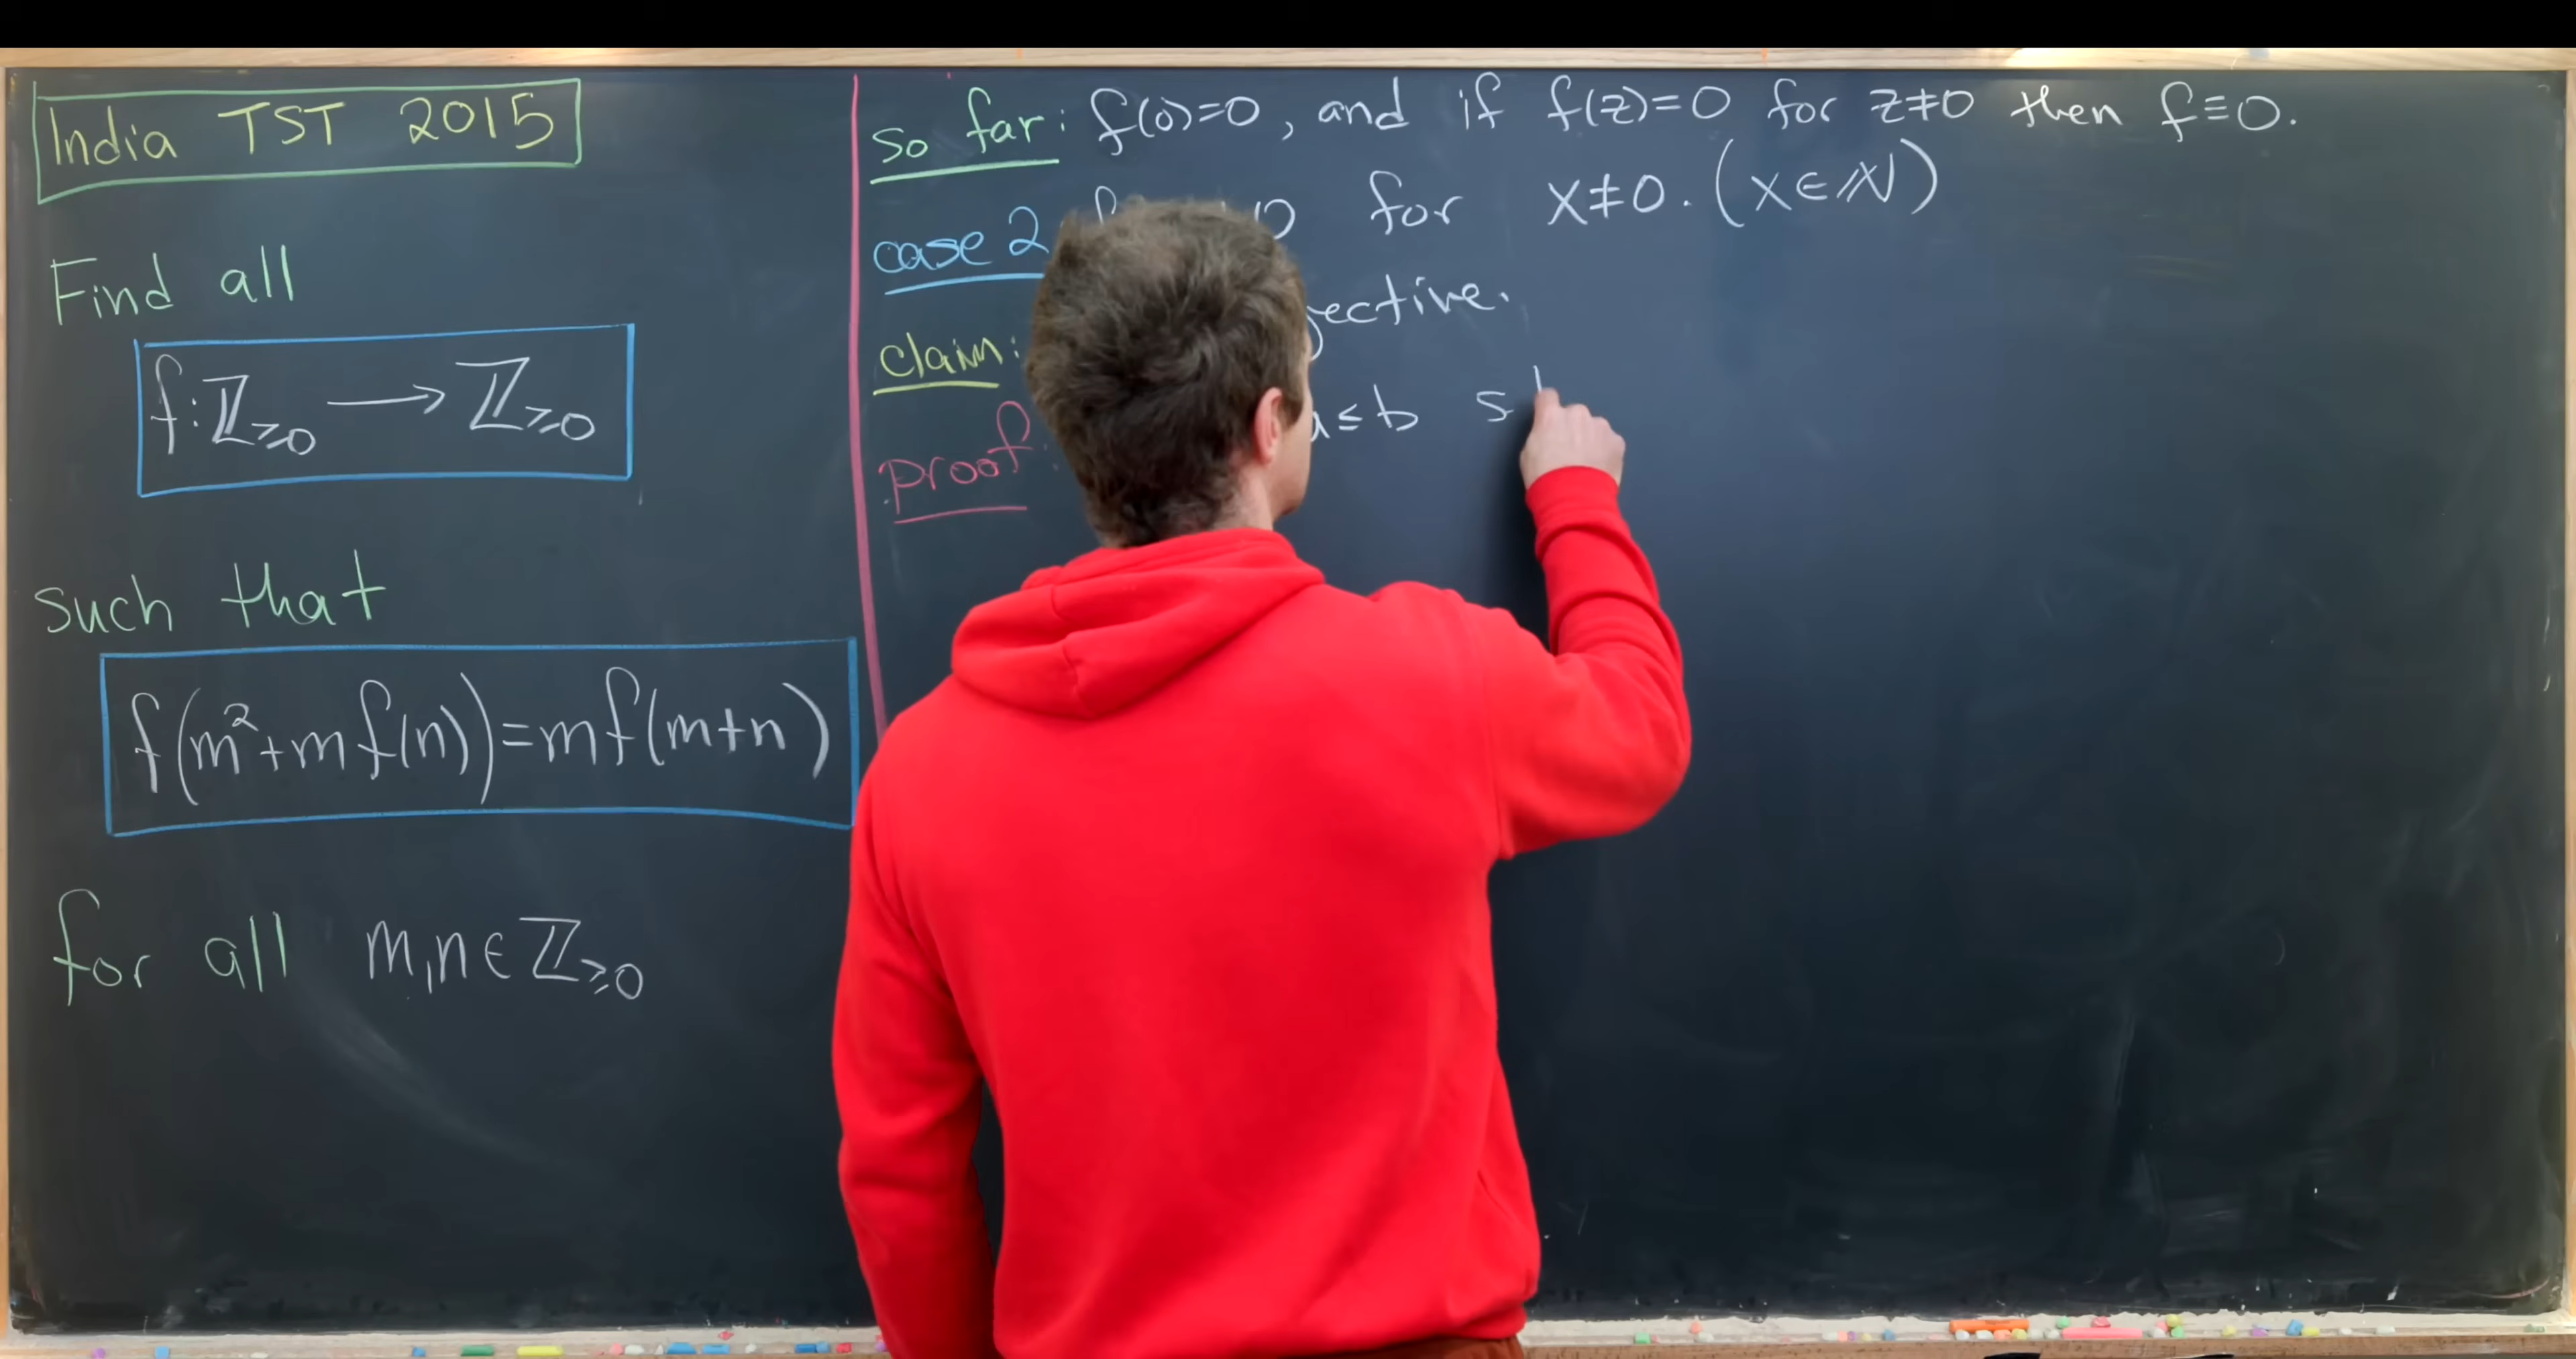 India TST 2015
Find all
f: ℤ≥0 → ℤ≥0
such that
f(m²+mf(n))=mf(m+n)
for all m,n∈ℤ≥0
so far: f(0)=0, and if f(z)=0 for z≠0 then f≡0.
case 2 for x≠0. (x∈ℕ)
claim:
proof: ≤b s